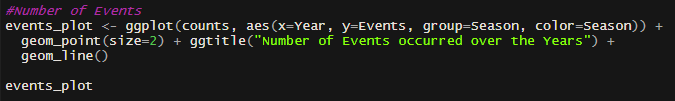 #Number of Events
events_plot <- ggplot(counts, aes(x=Year, y=Events, group=Season, color=Season)) +
  geom_point(size=2) + ggtitle("Number of Events occurred over the Years") +
  geom_line()
events_plot